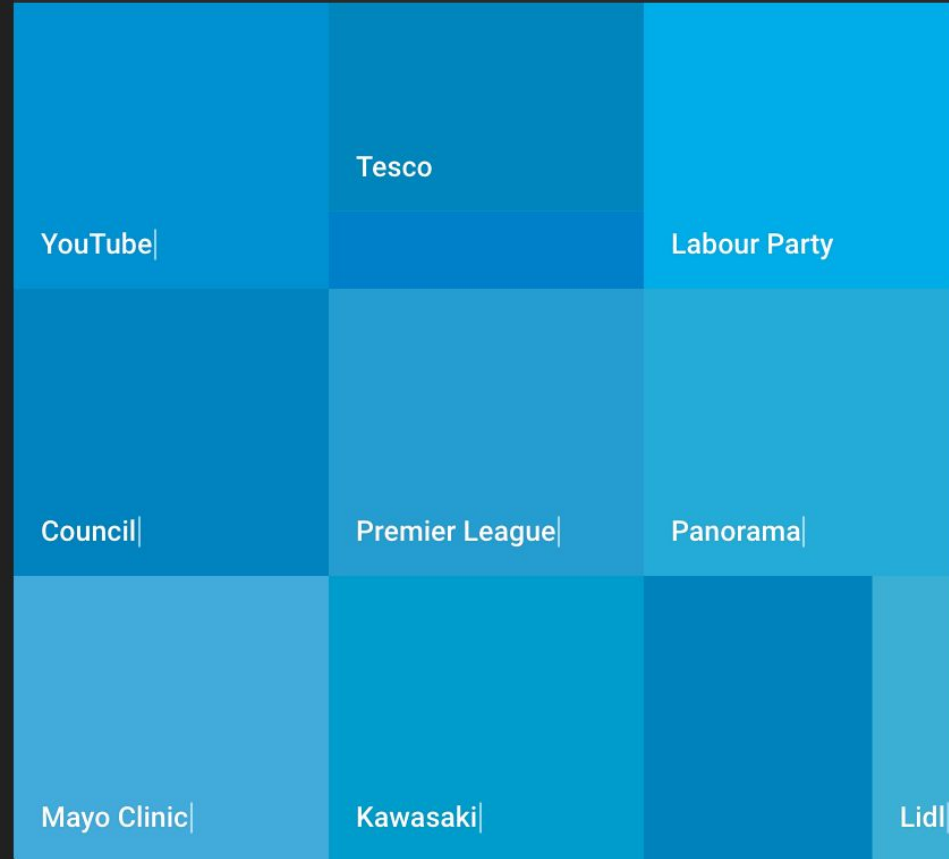 Tesco
YouTube
Labour Party
Council
Premier League
Panorama
Mayo Clinic
Kawasaki
Lidl